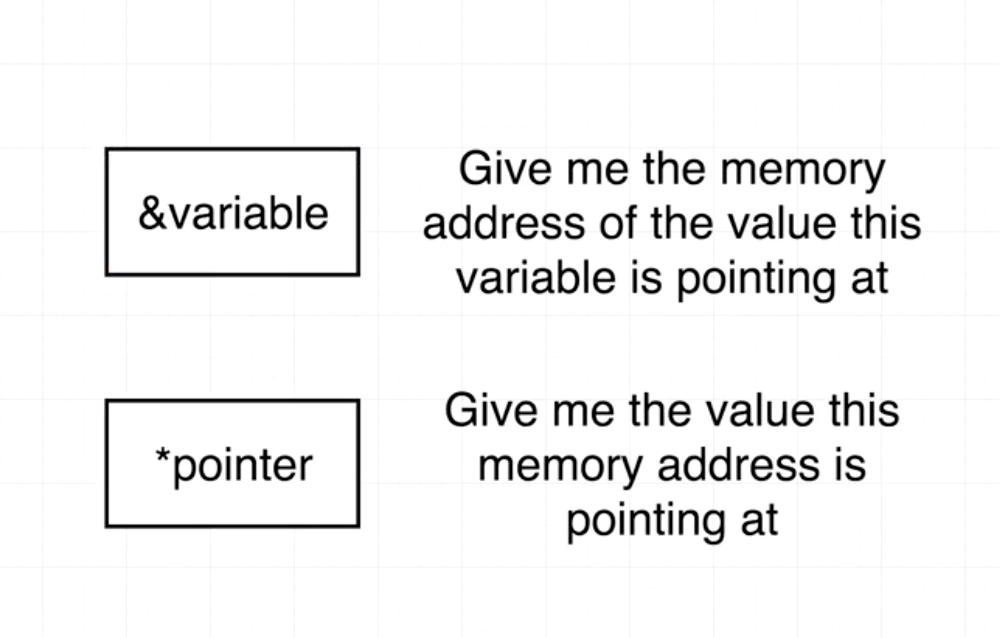 &variable
Give me the memory
address of the value this
variable is pointing at
*pointer
Give me the value this
memory address is
pointing at